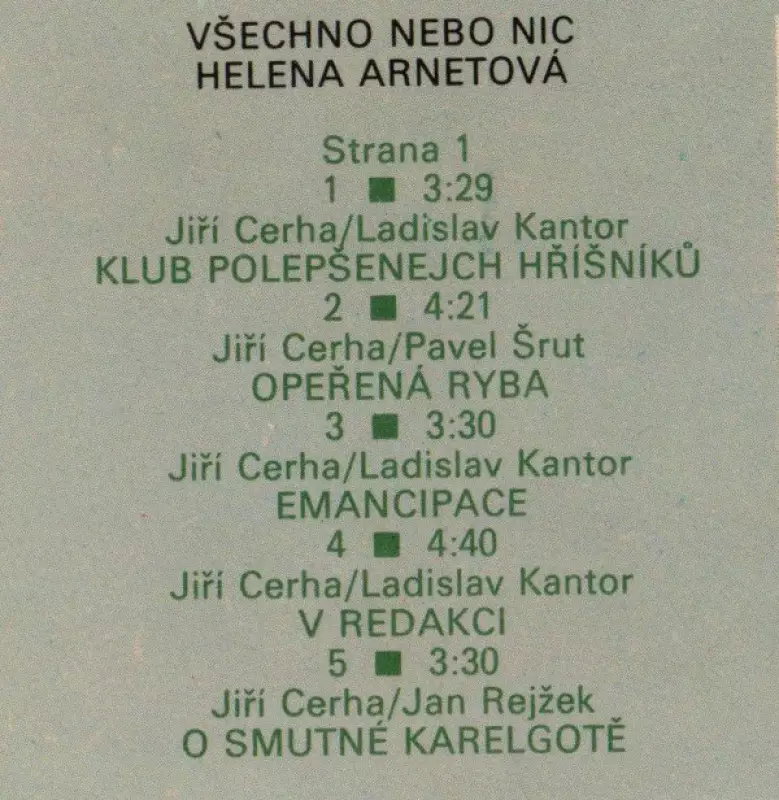 VŠECHNO NEBO NIC
HELENA ARNETOVÁ
Strana 1
1 ■ 3:29
Jiří Cerha/Ladislav Kantor
KLUB POLEPŠENEJCH HŘÍŠNÍKŮ
2 ■ 4:21
Jiří Cerha/Pavel Šrut
OPEŘENÁ RYBA
3 ■ 3:30
Jiří Cerha/Ladislav Kantor
EMANCIPACE
4 ■ 4:40
Jiří Cerha/Ladislav Kantor
V REDAKCI
5 ■ 3:30
Jiří Cerha/Jan Rejžek
O SMUTNÉ KARELGOTĚ